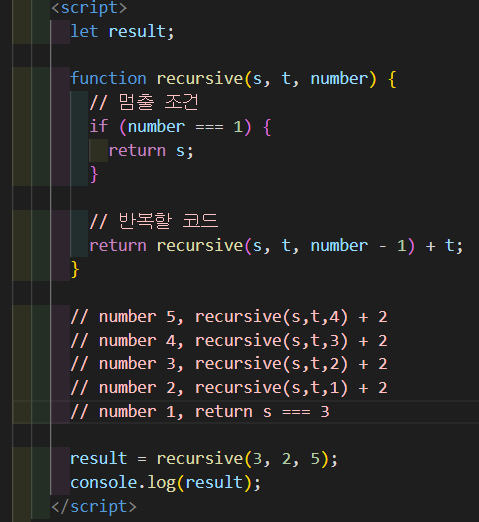 <script>
let result;
function recursive(s, t, number) {
// 멈출 조건
if (number === 1) {
return s;
}
// 반복할 코드
return recursive(s, t, number - 1) + t;
}
// number 5, recursive(s,t,4) + 2
// number 4, recursive(s,t,3) + 2
// number 3, recursive(s,t,2) + 2
// number 2, recursive(s,t,1) + 2
// number 1, return s === 3
result = recursive(3, 2, 5);
console.log(result);
</script>